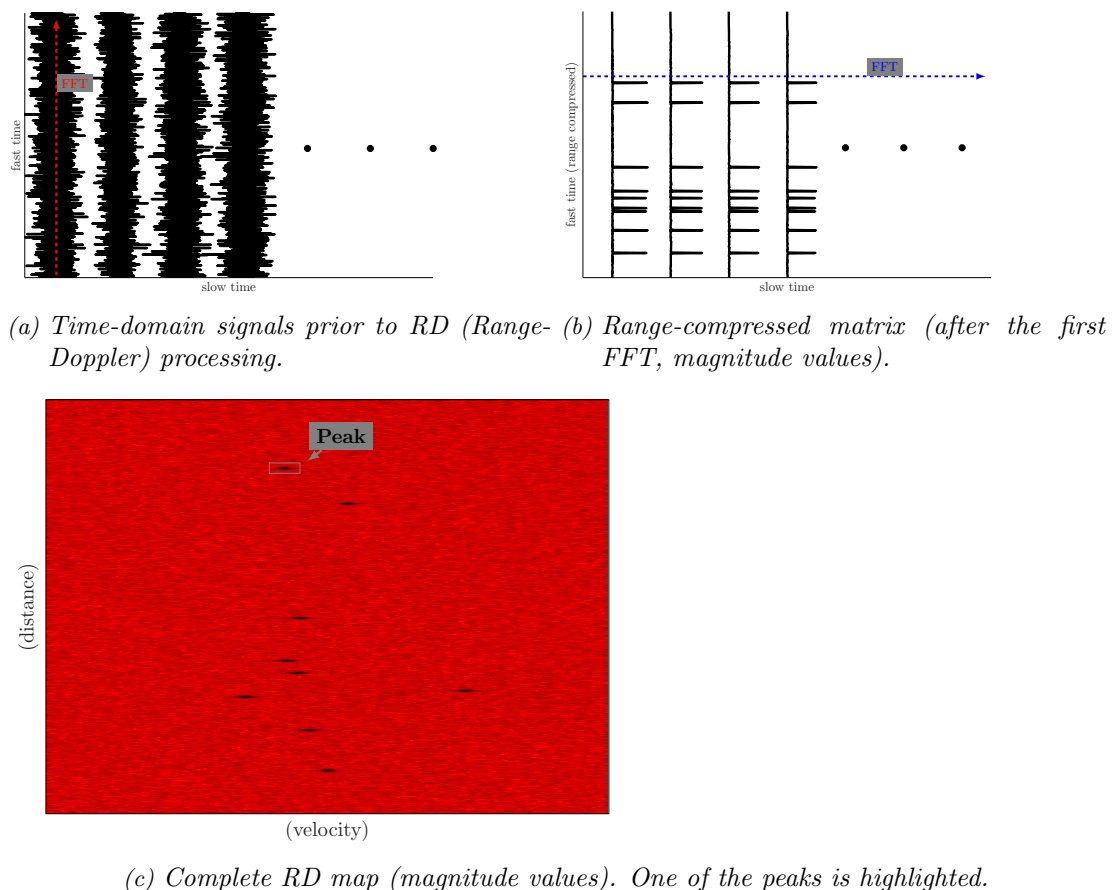 FFT
fast time
slow time
FFT
fast time (range compressed)
slow time
(a) Time-domain signals prior to RD (Range-
Doppler) processing.
(b) Range-compressed matrix (after the first
FFT, magnitude values).
Peak
(distance)
(velocity)
(c) Complete RD map (magnitude values). One of the peaks is highlighted.